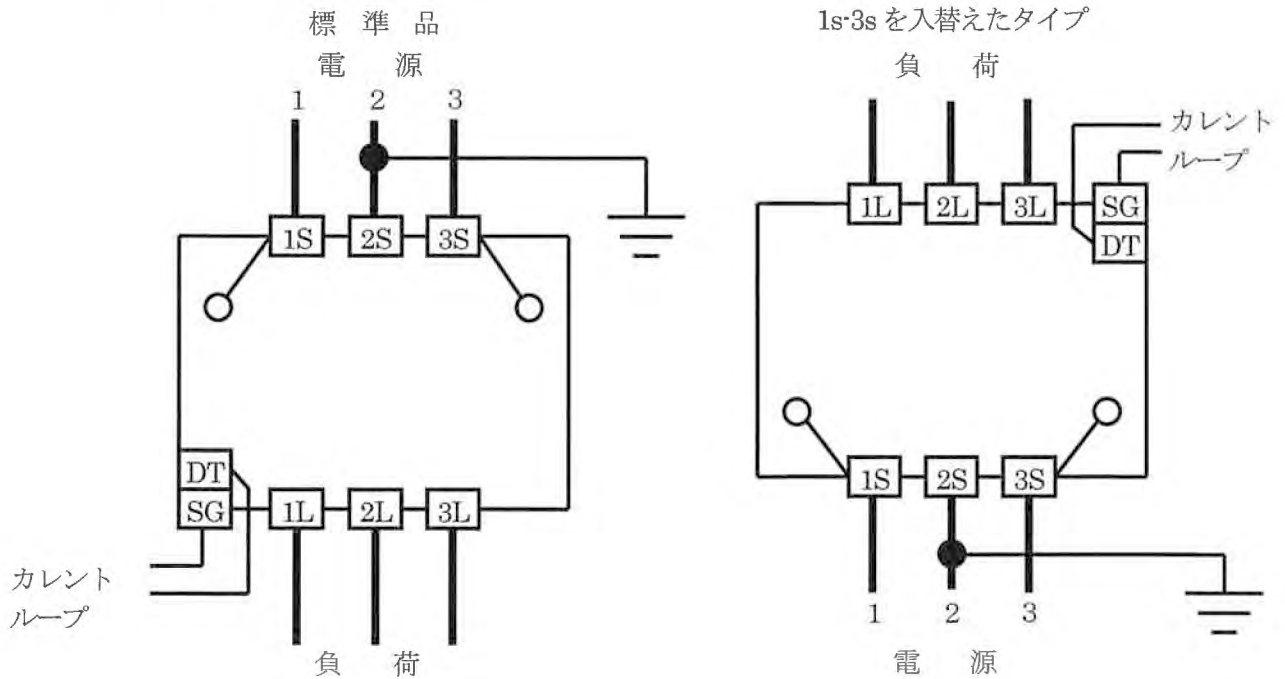 標準品
電源
1 2 3
1S 2S 3S
DT
SG 1L 2L 3L
カレント
ループ
負荷
1s-3sを入替えたタイプ
負荷
カレント
ループ
1L 2L 3L SG
DT
1S 2S 3S
1 2 3
電源